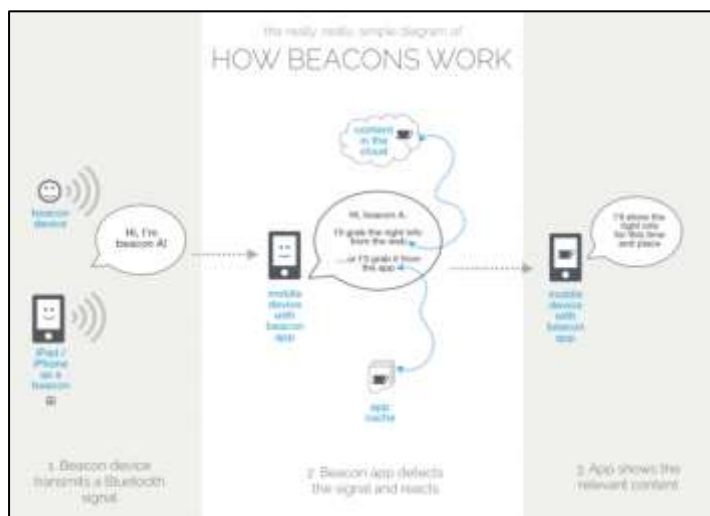 the really, really, simple diagram of
HOW BEACONS WORK
beacon
device
Hi, I'm
beacon A!
iPad /
iPhone
as a
beacon
mobile
device
with
beacon
app
content
in the
cloud
Hi, beacon A.
I'll grab the right info
from the web...
...or I'll grab it from
the app
app
cache
mobile
device
with
beacon
app
I'll show the
right info
for this time
and place
1. Beacon device
transmits a Bluetooth
signal
2. Beacon app detects
the signal and reacts
3. App shows the
relevant content